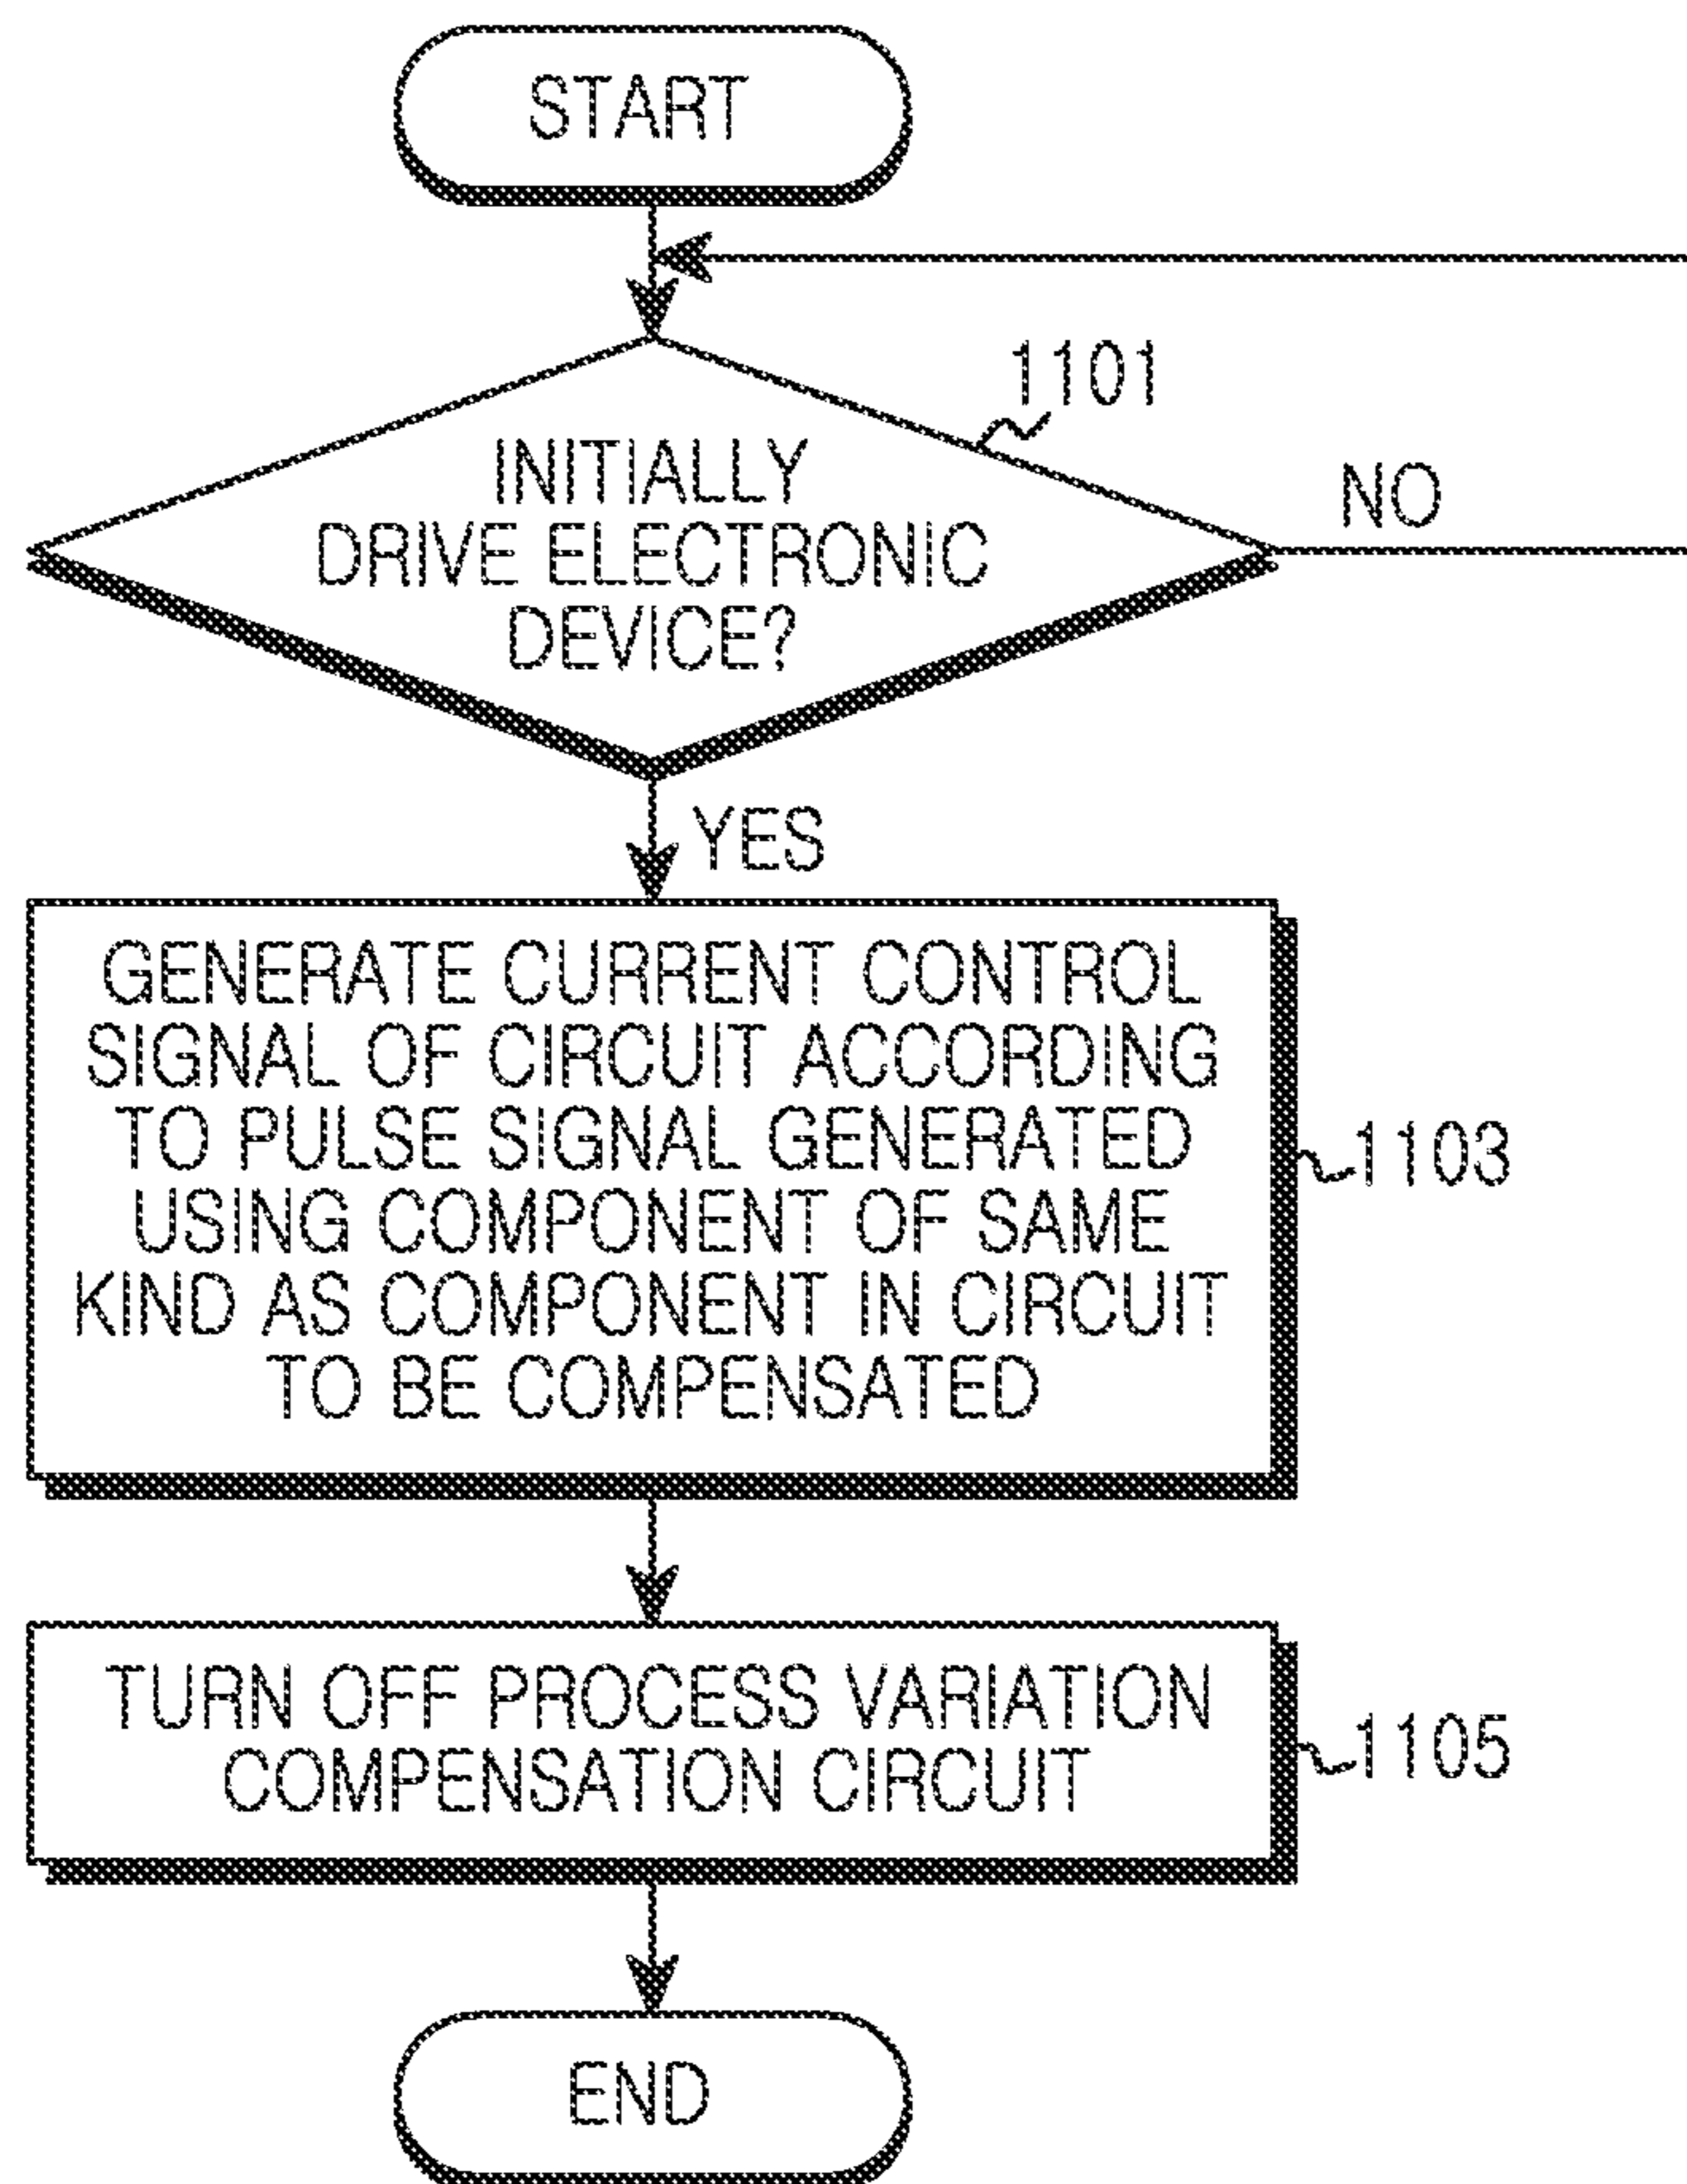 START
1101
INITIALLY
DRIVE ELECTRONIC
DEVICE?
NO
YES
GENERATE CURRENT CONTROL
SIGNAL OF CIRCUIT ACCORDING
TO PULSE SIGNAL GENERATED
USING COMPONENT OF SAME
KIND AS COMPONENT IN CIRCUIT
TO BE COMPENSATED
1103
TURN OFF PROCESS VARIATION
COMPENSATION CIRCUIT
1105
END